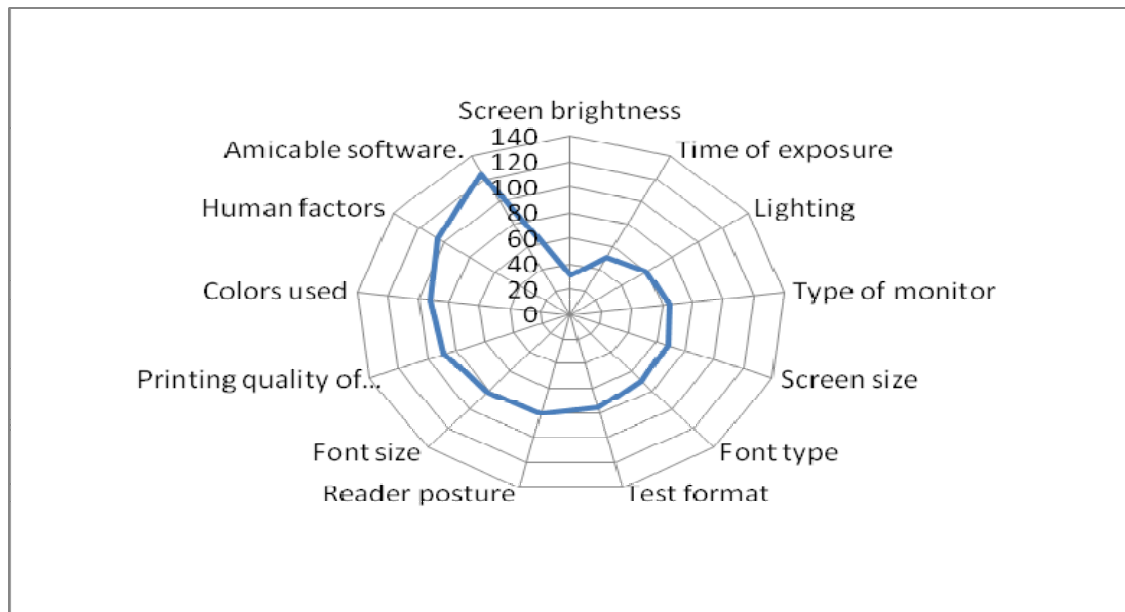 Screen brightness
140
Amicable software.
120
Time of exposure
100
Human factors
80
Lighting
60
40
Colors used
20
Type of monitor
0
Printing quality of...
Screen size
Font size
Font type
Reader posture
Test format